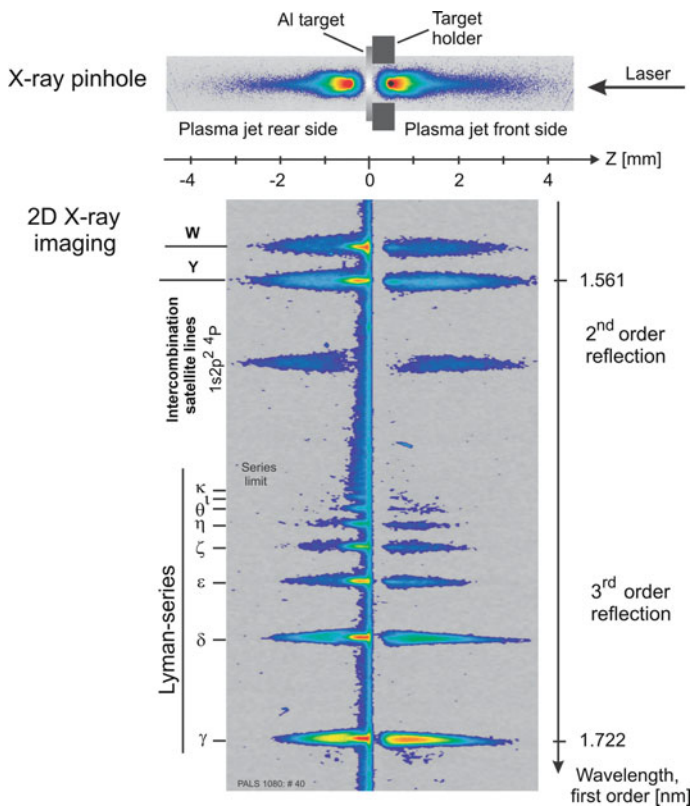 Al target
Target
holder
X-ray pinhole
Laser
Plasma jet rear side
Plasma jet front side
-4
-2
0
2
4
Z [mm]
2D X-ray
imaging
W
Y
1.561
2nd order
reflection
Intercombination
satellite lines
1s2p2 4P
Series
limit
κ
ι
θ
η
ζ
ε
δ
γ
Lyman-series
3rd order
reflection
1.722
PALS 1080: # 40
Wavelength,
first order [nm]